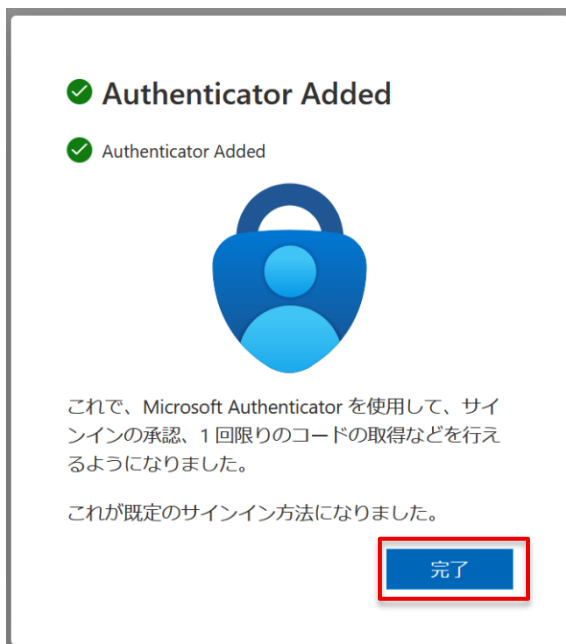 Authenticator Added
Authenticator Added
これで、Microsoft Authenticator を使用して、サイ
ンインの承認、1 回限りのコードの取得などを行え
るようになりました。
これが既定のサインイン方法になりました。
完了